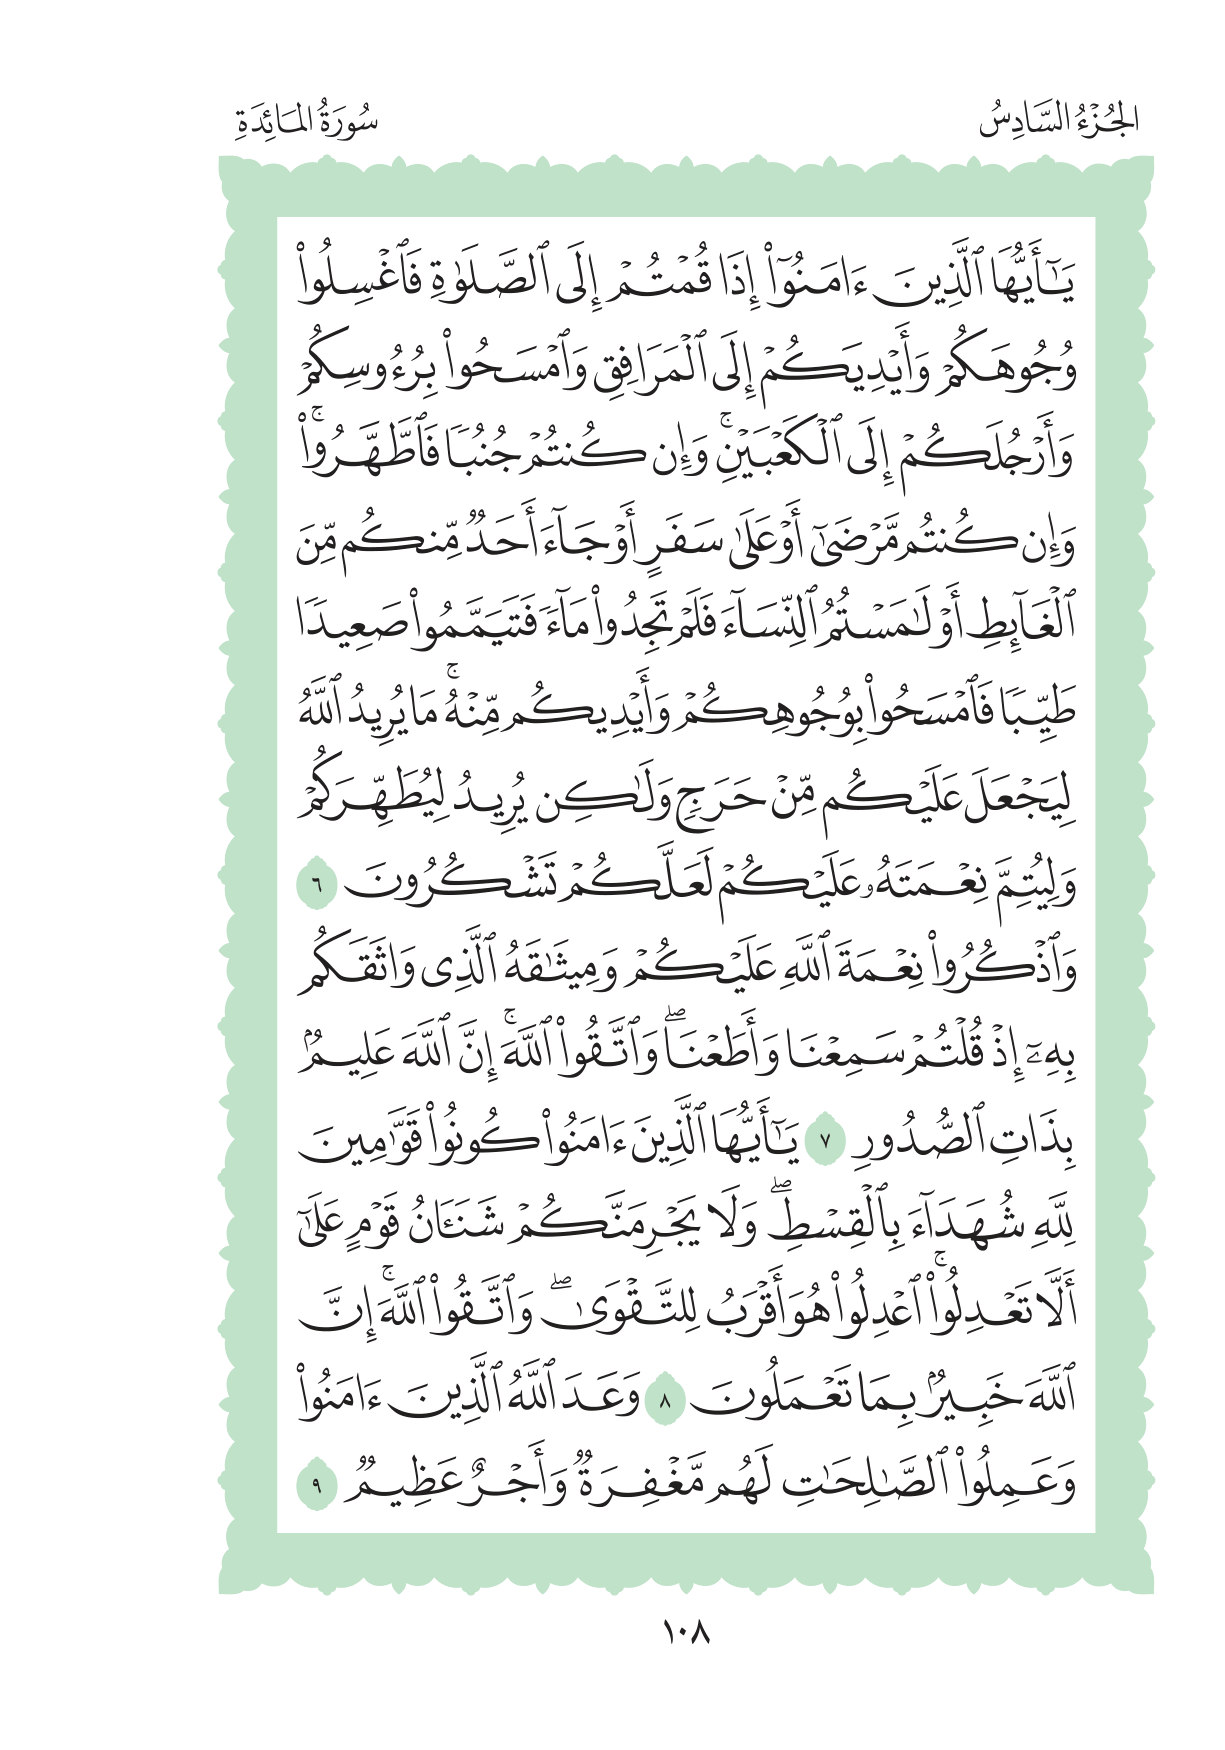 الجُزْءُ السَّادِسُ
سُورَةُ المَائِدَةِ
يَٰٓأَيُّهَا ٱلَّذِينَ ءَامَنُوٓا۟ إِذَا قُمْتُمْ إِلَى ٱلصَّلَوٰةِ فَٱغْسِلُوا۟
وُجُوهَكُمْ وَأَيْدِيَكُمْ إِلَى ٱلْمَرَافِقِ وَٱمْسَحُوا۟ بِرُءُوسِكُمْ
وَأَرْجُلَكُمْ إِلَى ٱلْكَعْبَيْنِ ۚ وَإِن كُنتُمْ جُنُبًا فَٱطَّهَّرُوا۟ ۚ
وَإِن كُنتُم مَّرْضَىٰٓ أَوْ عَلَىٰ سَفَرٍ أَوْ جَآءَ أَحَدٌ مِّنكُم مِّنَ
ٱلْغَآئِطِ أَوْ لَٰمَسْتُمُ ٱلنِّسَآءَ فَلَمْ تَجِدُوا۟ مَآءً فَتَيَمَّمُوا۟ صَعِيدًا
طَيِّبًا فَٱمْسَحُوا۟ بِوُجُوهِكُمْ وَأَيْدِيكُم مِّنْهُ ۚ مَا يُرِيدُ ٱللَّهُ
لِيَجْعَلَ عَلَيْكُم مِّنْ حَرَجٍ وَلَٰكِن يُرِيدُ لِيُطَهِّرَكُمْ
وَلِيُتِمَّ نِعْمَتَهُۥ عَلَيْكُمْ لَعَلَّكُمْ تَشْكُرُونَ ٦
وَٱذْكُرُوا۟ نِعْمَةَ ٱللَّهِ عَلَيْكُمْ وَمِيثَٰقَهُ ٱلَّذِى وَاثَقَكُم
بِهِۦٓ إِذْ قُلْتُمْ سَمِعْنَا وَأَطَعْنَا ۖ وَٱتَّقُوا۟ ٱللَّهَ ۚ إِنَّ ٱللَّهَ عَلِيمٌۢ
بِذَاتِ ٱلصُّدُورِ ٧ يَٰٓأَيُّهَا ٱلَّذِينَ ءَامَنُوا۟ كُونُوا۟ قَوَّٰمِينَ
لِلَّهِ شُهَدَآءَ بِٱلْقِسْطِ ۖ وَلَا يَجْرِمَنَّكُمْ شَنَـَٔانُ قَوْمٍ عَلَىٰٓ
أَلَّا تَعْدِلُوا۟ ۚ ٱعْدِلُوا۟ هُوَ أَقْرَبُ لِلتَّقْوَىٰ ۖ وَٱتَّقُوا۟ ٱللَّهَ ۚ إِنَّ
ٱللَّهَ خَبِيرٌۢ بِمَا تَعْمَلُونَ ٨ وَعَدَ ٱللَّهُ ٱلَّذِينَ ءَامَنُوا۟
وَعَمِلُوا۟ ٱلصَّٰلِحَٰتِ لَهُم مَّغْفِرَةٌ وَأَجْرٌ عَظِيمٌ ٩
١٠٨